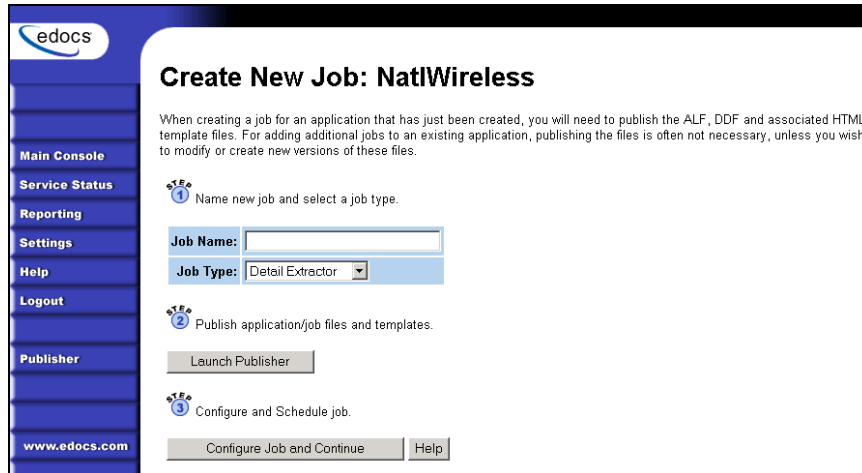 edocs
Create New Job: NatlWireless
When creating a job for an application that has just been created, you will need to publish the ALF, DDF and associated HTML
template files. For adding additional jobs to an existing application, publishing the files is often not necessary, unless you wish
to modify or create new versions of these files.
Main Console
Service Status
Reporting
Settings
Help
Logout
Publisher
www.edocs.com
STEP 1 Name new job and select a job type.
Job Name:
Job Type: Detail Extractor
STEP 2 Publish application/job files and templates.
Launch Publisher
STEP 3 Configure and Schedule job.
Configure Job and Continue Help